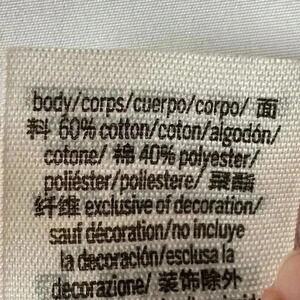 body/corps/cuerpo/corpo/ 面
料 60% cotton/coton/algodón/
cotone/ 棉 40% polyester/
poliéster/poliestere/ 聚酯
纤维 exclusive of decoration/
sauf décoration/no incluye
la decoración/esclusa la
decorazione/ 装饰除外